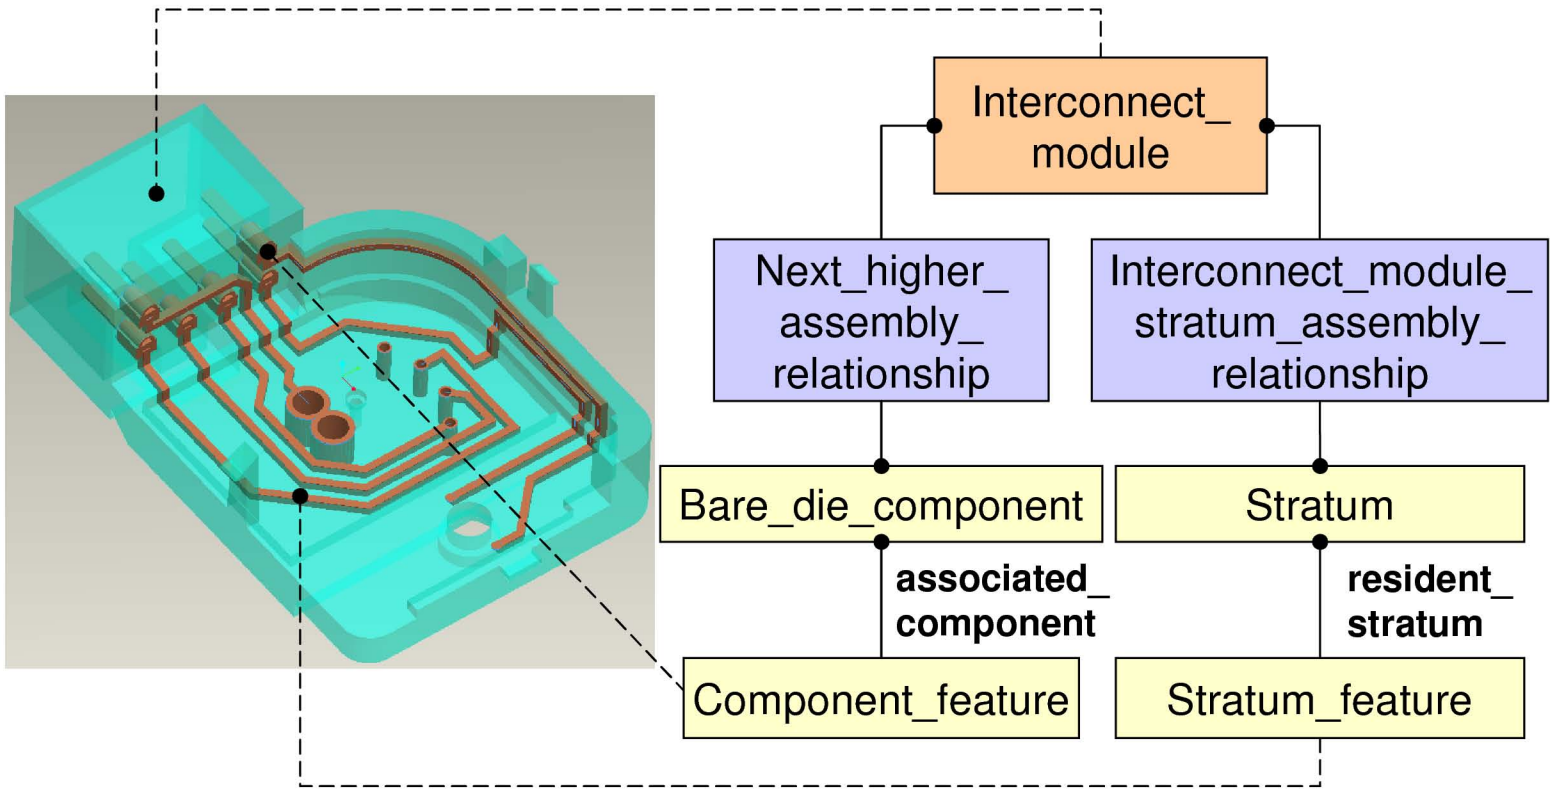 Interconnect_
module
Next_higher_
assembly_
relationship
Interconnect_module_
stratum_assembly_
relationship
Bare_die_component
Stratum
associated_
component
resident_
stratum
Component_feature
Stratum_feature